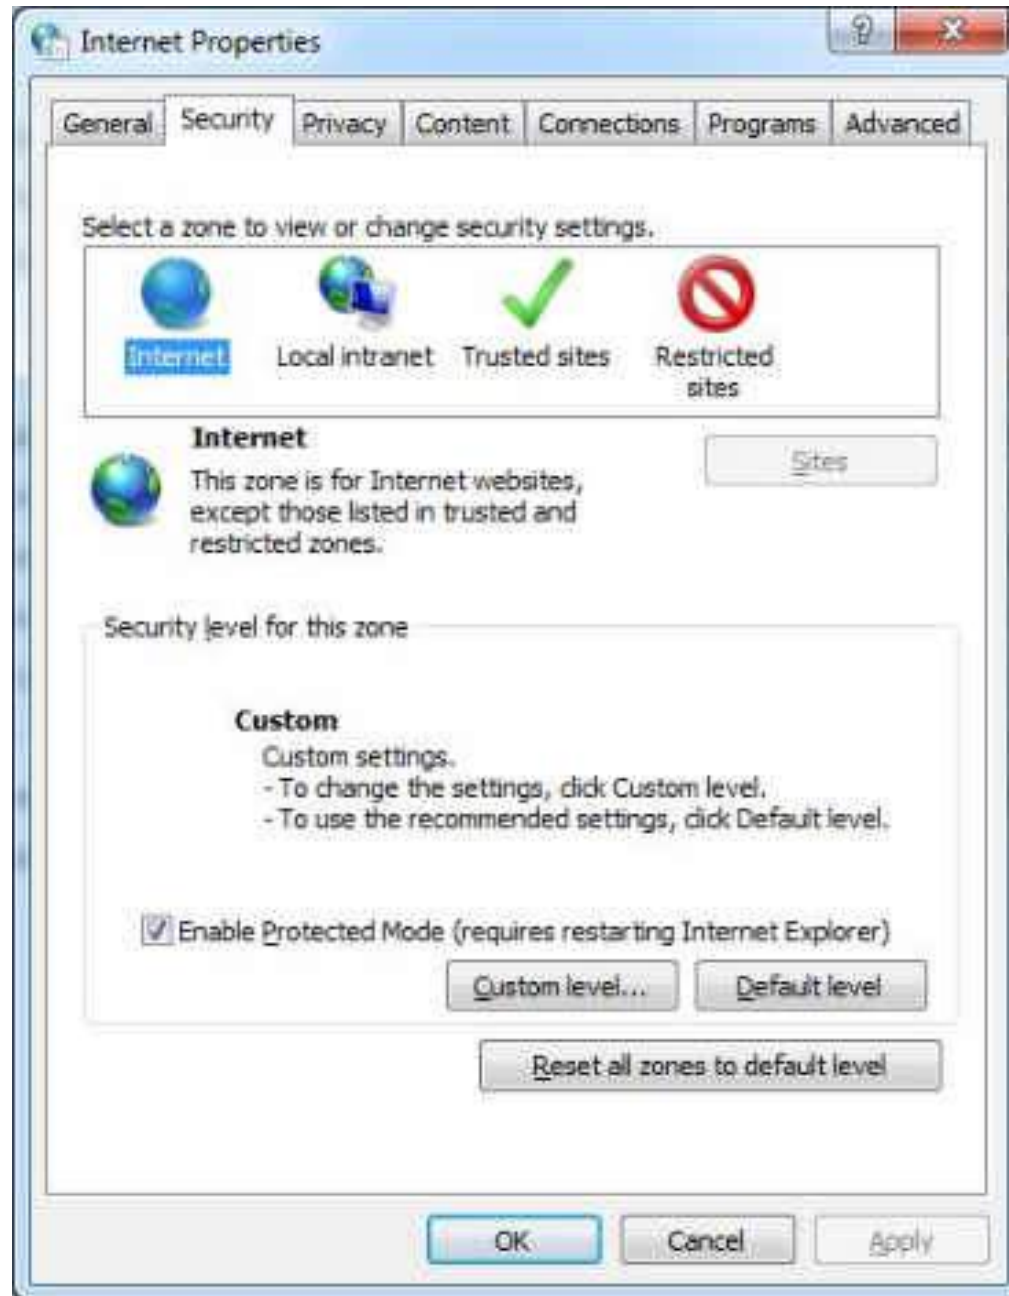 Internet Properties
General Security Privacy Content Connections Programs Advanced
Select a zone to view or change security settings.
Internet Local intranet Trusted sites Restricted
sites
Internet
Sites
This zone is for Internet websites,
except those listed in trusted and
restricted zones.
Security level for this zone
Custom
Custom settings.
- To change the settings, click Custom level.
- To use the recommended settings, click Default level.
Enable Protected Mode (requires restarting Internet Explorer)
Custom level... Default level
Reset all zones to default level
OK Cancel Apply